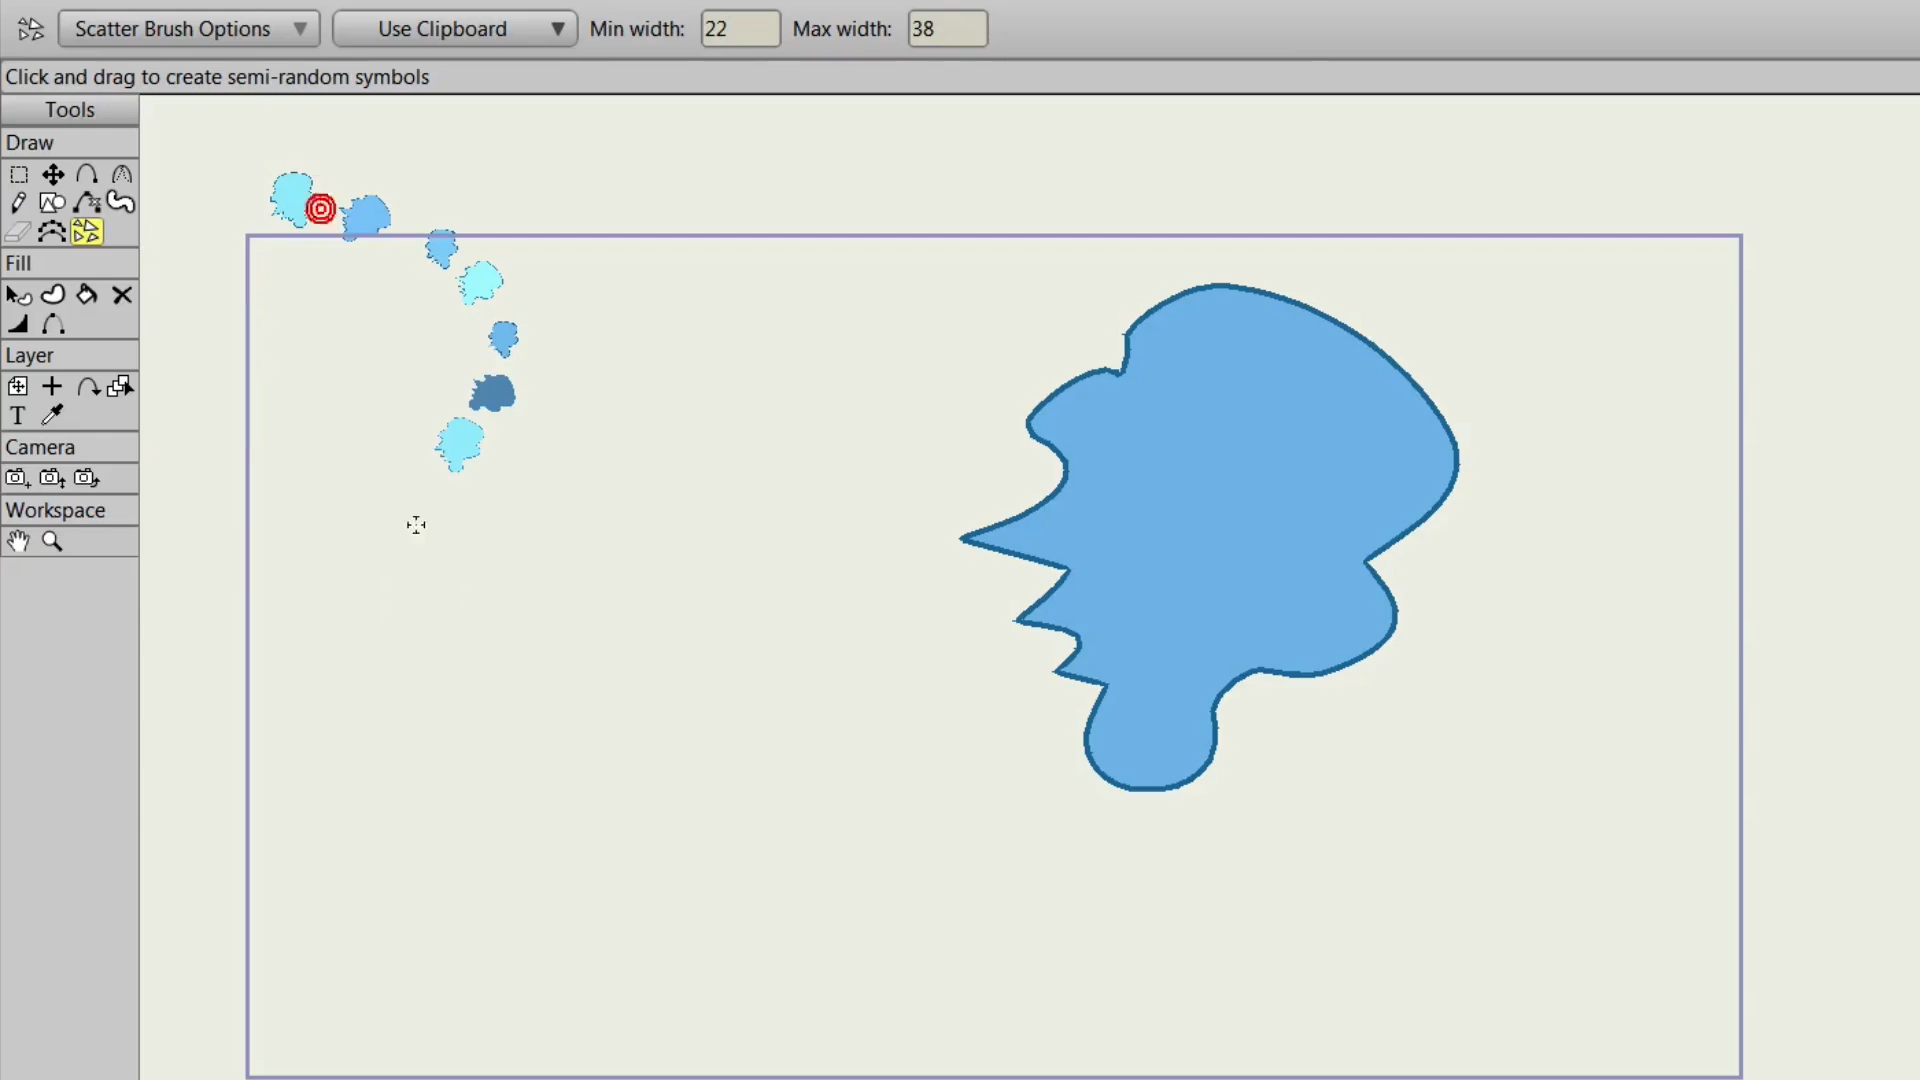 Scatter Brush Options
Use Clipboard
Min width: 22
Max width: 38
Click and drag to create semi-random symbols
Tools
Draw
Fill
Layer
T
Camera
Workspace